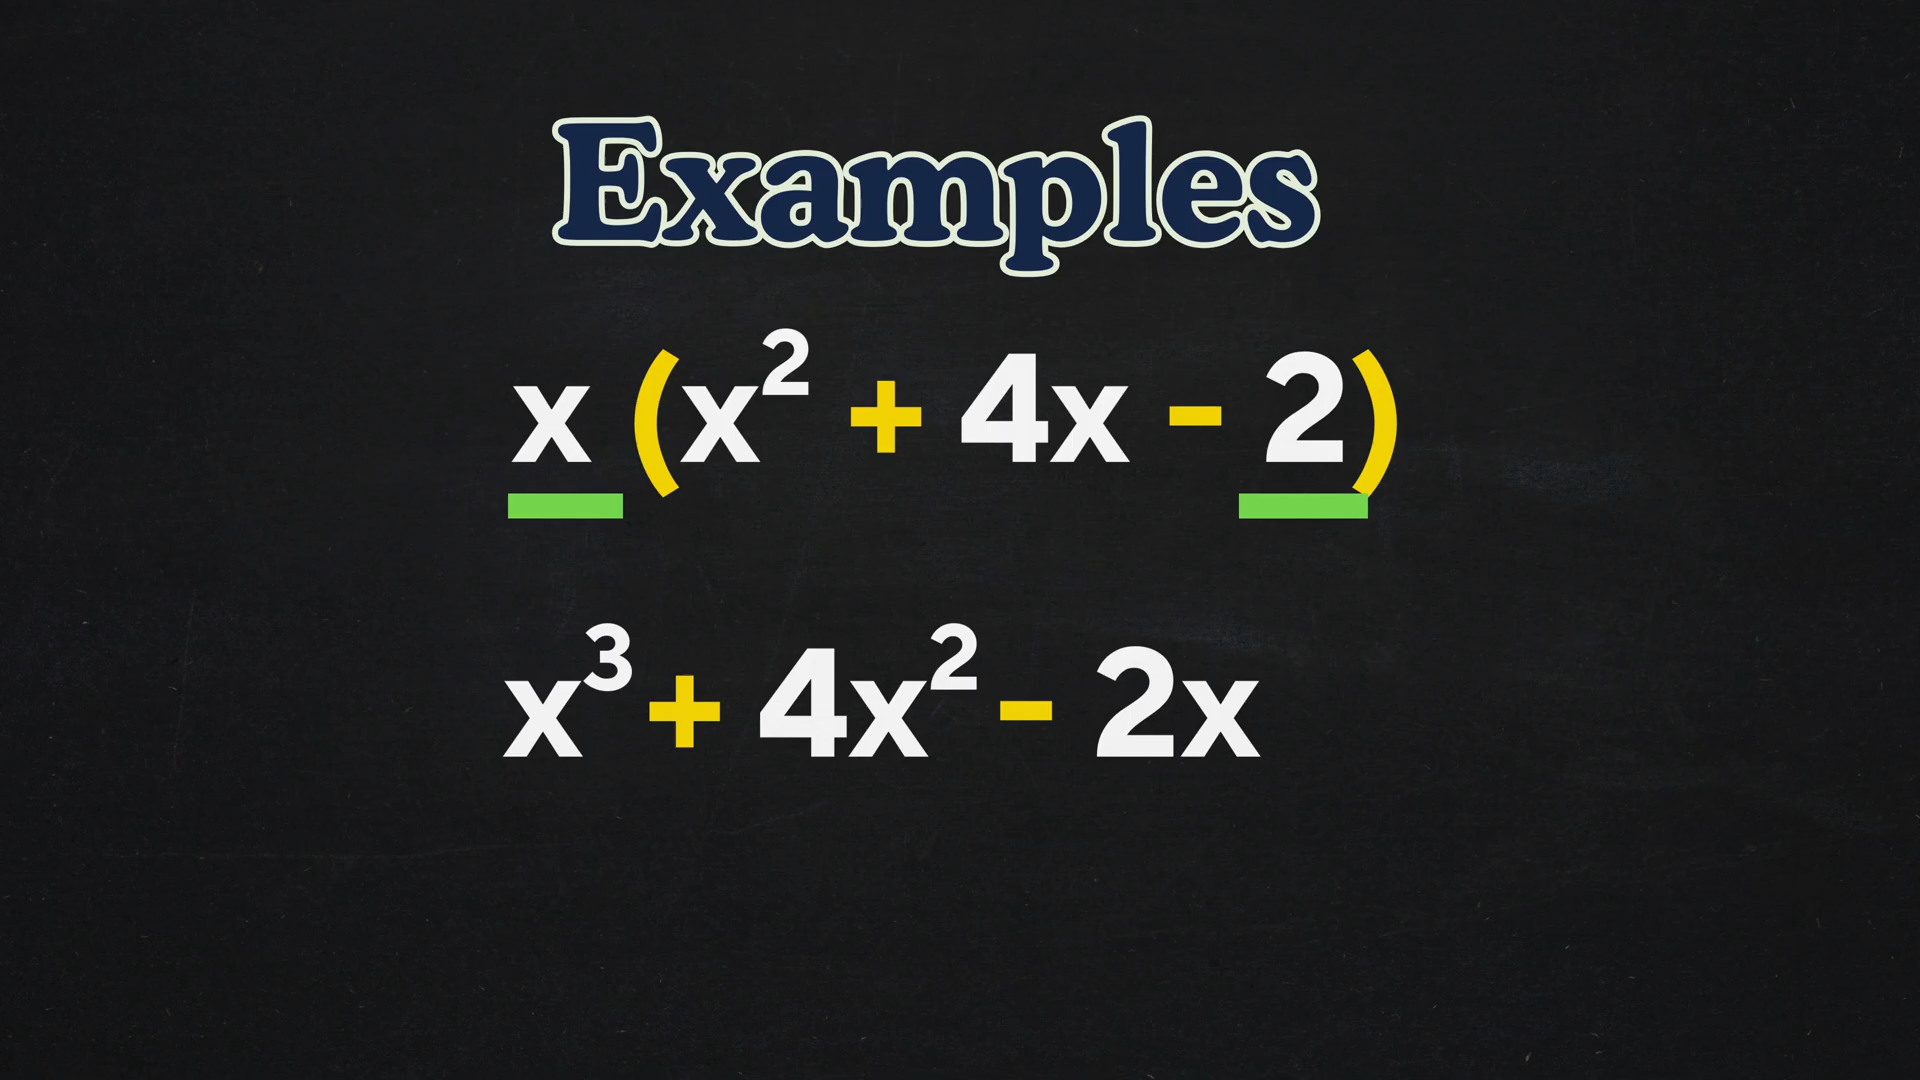 Examples
x (x² + 4x - 2)
x³ + 4x² - 2x